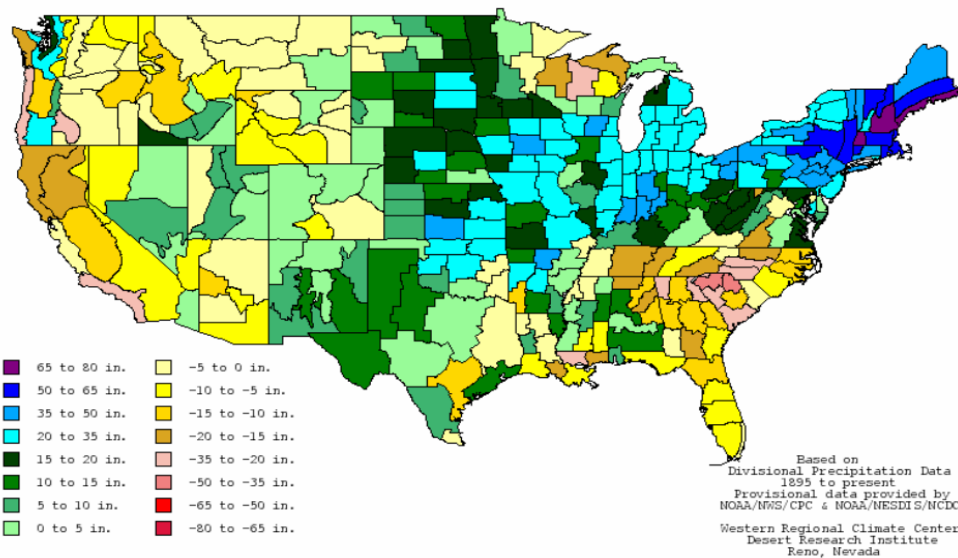 65 to 80 in.
50 to 65 in.
35 to 50 in.
20 to 35 in.
15 to 20 in.
10 to 15 in.
5 to 10 in.
0 to 5 in.
-5 to 0 in.
-10 to -5 in.
-15 to -10 in.
-20 to -15 in.
-35 to -20 in.
-50 to -35 in.
-65 to -50 in.
-80 to -65 in.
Based on
Divisional Precipitation Data
1895 to present
Provisional data provided by
NOAA/NWS/CPC & NOAA/NESDIS/NCDC
Western Regional Climate Center
Desert Research Institute
Reno, Nevada